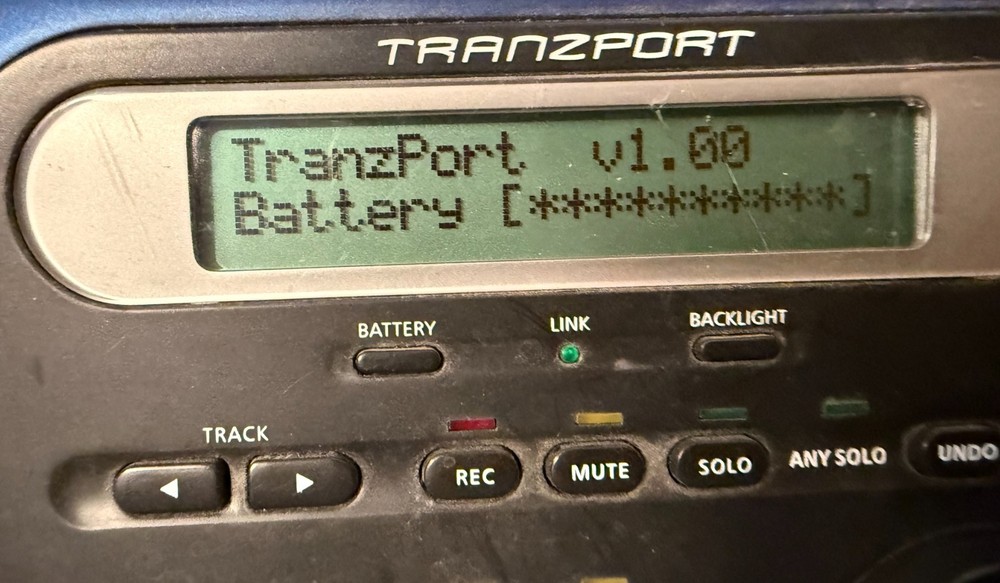 TRANZPORT
TranzPort v1.00
Battery [**********]
BATTERY LINK BACKLIGHT
TRACK
REC MUTE SOLO ANY SOLO UNDO